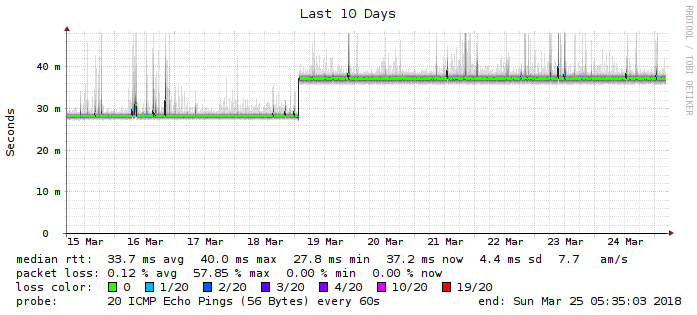 Last 10 Days
RRDTOOL / TOBI OETIKER
Seconds
40 m
30 m
20 m
10 m
0
15 Mar 16 Mar 17 Mar 18 Mar 19 Mar 20 Mar 21 Mar 22 Mar 23 Mar 24 Mar
median rtt: 33.7 ms avg 40.0 ms max 27.8 ms min 37.2 ms now 4.4 ms sd 7.7 am/s
packet loss: 0.12 % avg 57.85 % max 0.00 % min 0.00 % now
loss color: 0 1/20 2/20 3/20 4/20 10/20 19/20
probe: 20 ICMP Echo Pings (56 Bytes) every 60s end: Sun Mar 25 05:35:03 2018